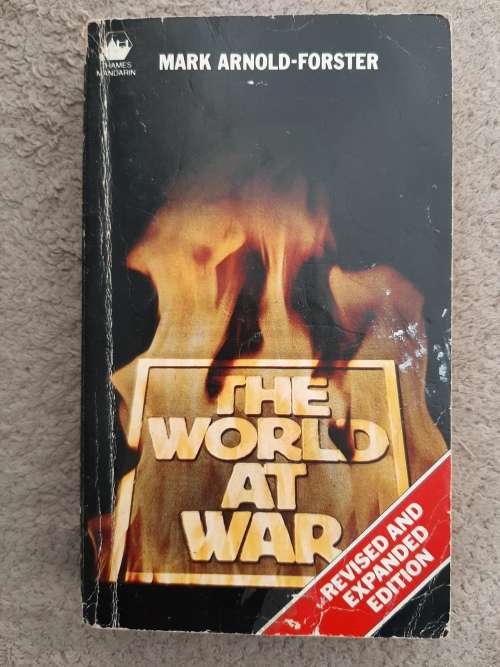 THAMES
MANDARIN
MARK ARNOLD-FORSTER
THE
WORLD
AT
WAR
REVISED AND
EXPANDED
EDITION